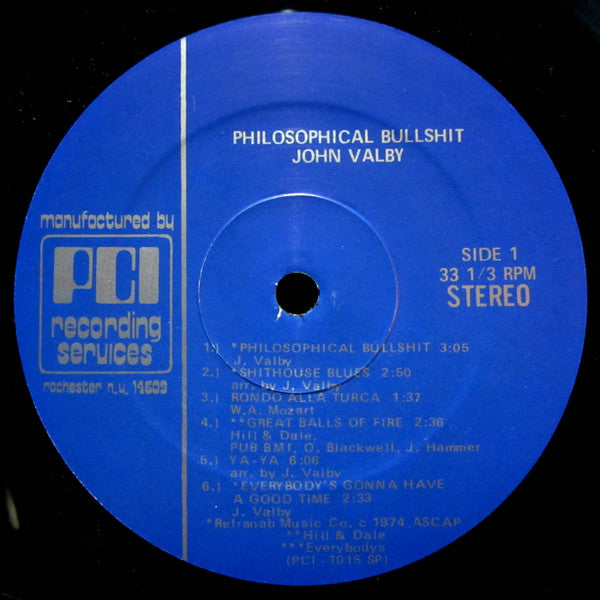 PHILOSOPHICAL BULLSHIT
JOHN VALBY
manufactured by
PCI
recording
services
rochester n.y. 14609
SIDE 1
33 1/3 RPM
STEREO
1.) *PHILOSOPHICAL BULLSHIT 3:05
J. Valby
2.) *SHITHOUSE BLUES 2:50
arr. by J. Valby
3.) RONDO ALLA TURCA 1:37
W.A. Mozart
4.) **GREAT BALLS OF FIRE 2:36
Hill & Dale,
PUB BMI, O. Blackwell, J. Hammer
5.) YA-YA 6:06
arr. by J. Valby
6.) *EVERYBODY'S GONNA HAVE
A GOOD TIME 2:33
J. Valby
*Refranab Music Co. c 1974 ASCAP
**Hill & Dale
***Everybodys
(PCI - 1015 SP)